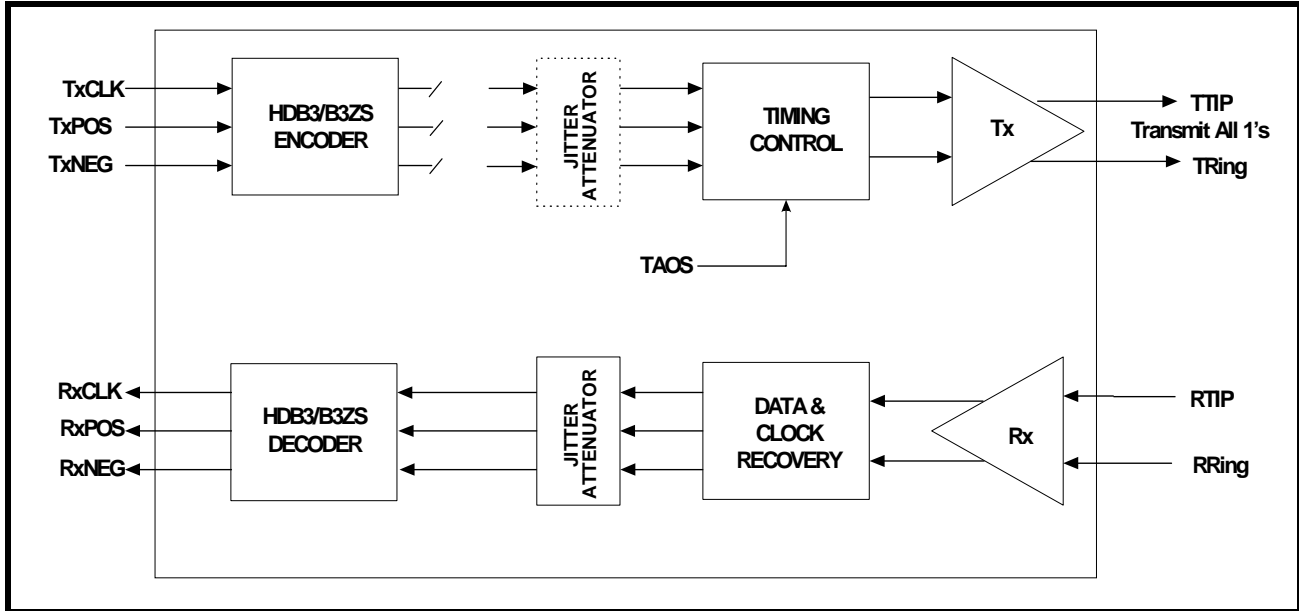 TxCLK
TxPOS
TxNEG
HDB3/B3ZS
ENCODER
JITTER
ATTENUATOR
TIMING
CONTROL
Tx
TTIP
Transmit All 1's
TRing
TAOS
RxCLK
RxPOS
RxNEG
HDB3/B3ZS
DECODER
JITTER
ATTENUATOR
DATA &
CLOCK
RECOVERY
Rx
RTIP
RRing